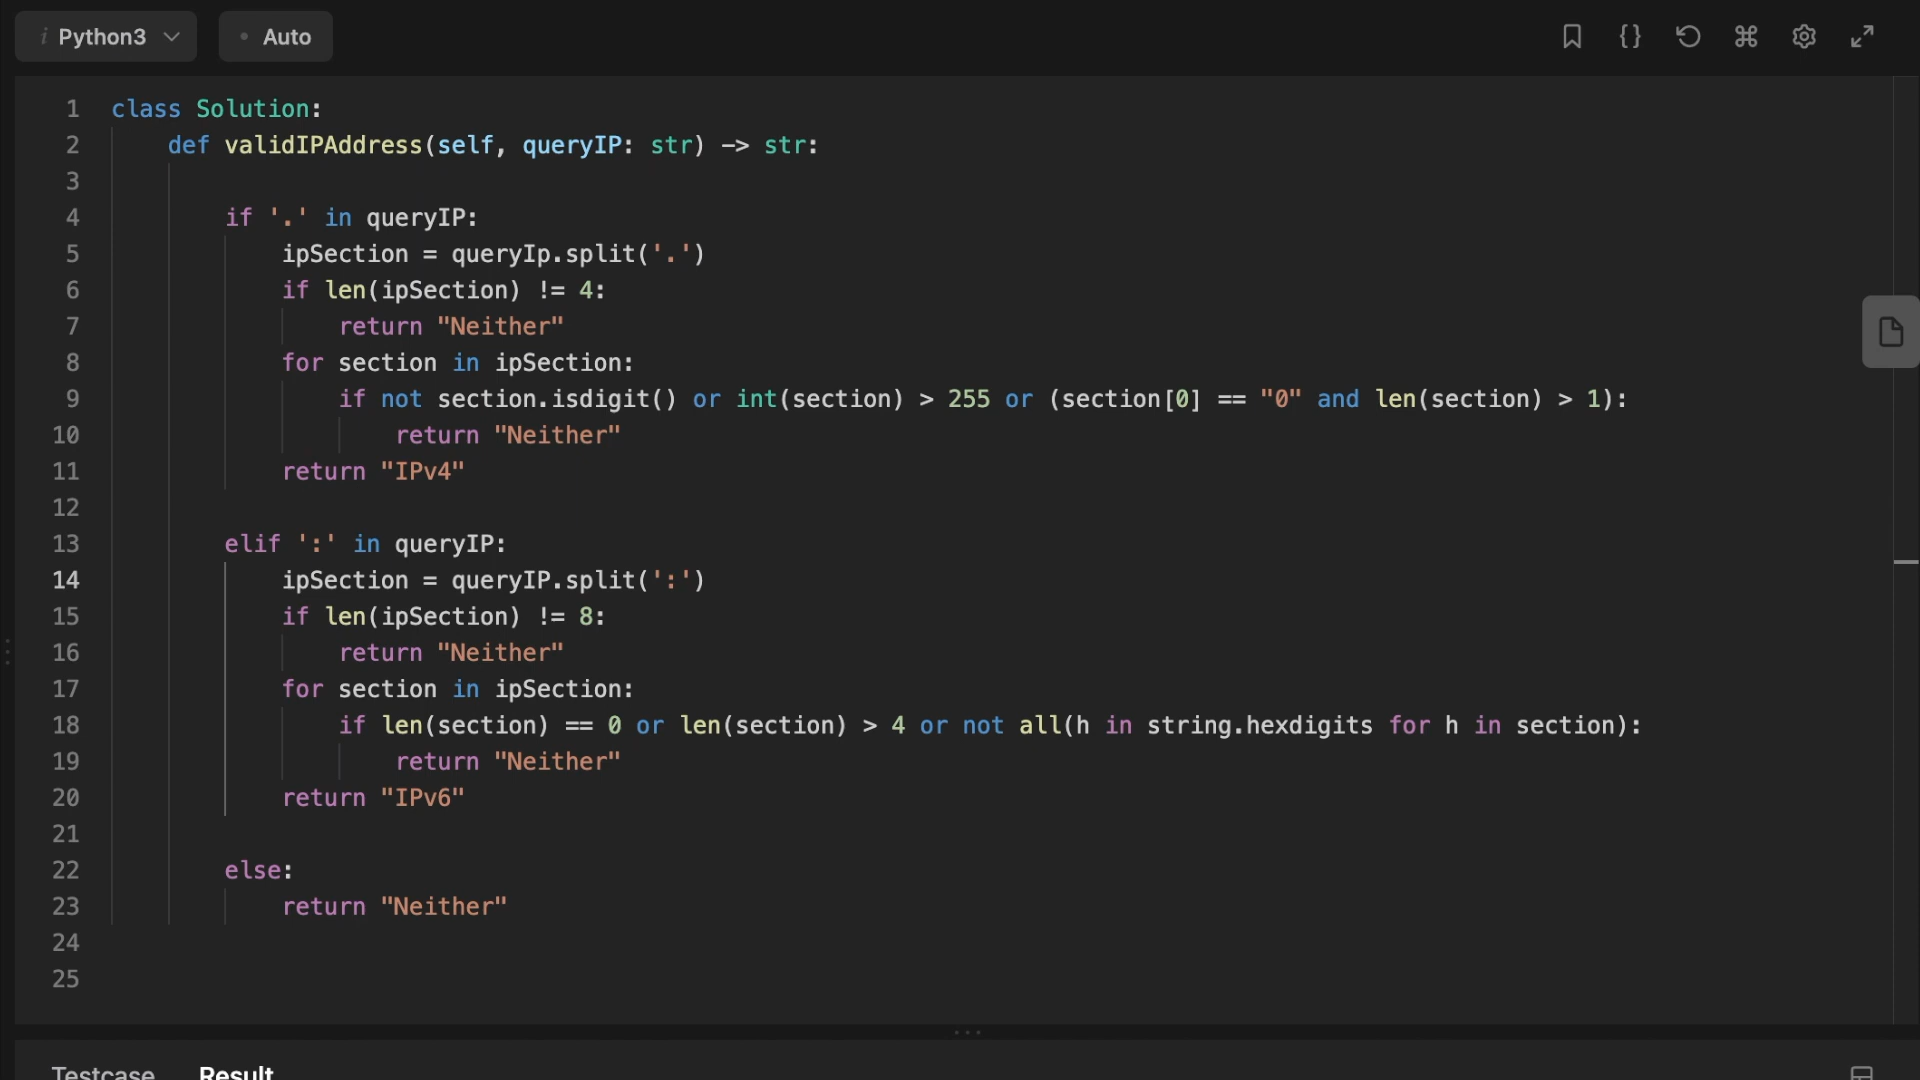 i Python3
• Auto
1 class Solution:
2 def validIPAddress(self, queryIP: str) -> str:
3
4 if '.' in queryIP:
5 ipSection = queryIp.split('.')
6 if len(ipSection) != 4:
7 return "Neither"
8 for section in ipSection:
9 if not section.isdigit() or int(section) > 255 or (section[0] == "0" and len(section) > 1):
10 return "Neither"
11 return "IPv4"
12
13 elif ':' in queryIP:
14 ipSection = queryIP.split(':')
15 if len(ipSection) != 8:
16 return "Neither"
17 for section in ipSection:
18 if len(section) == 0 or len(section) > 4 or not all(h in string.hexdigits for h in section):
19 return "Neither"
20 return "IPv6"
21
22 else:
23 return "Neither"
24
25
Testcase Result